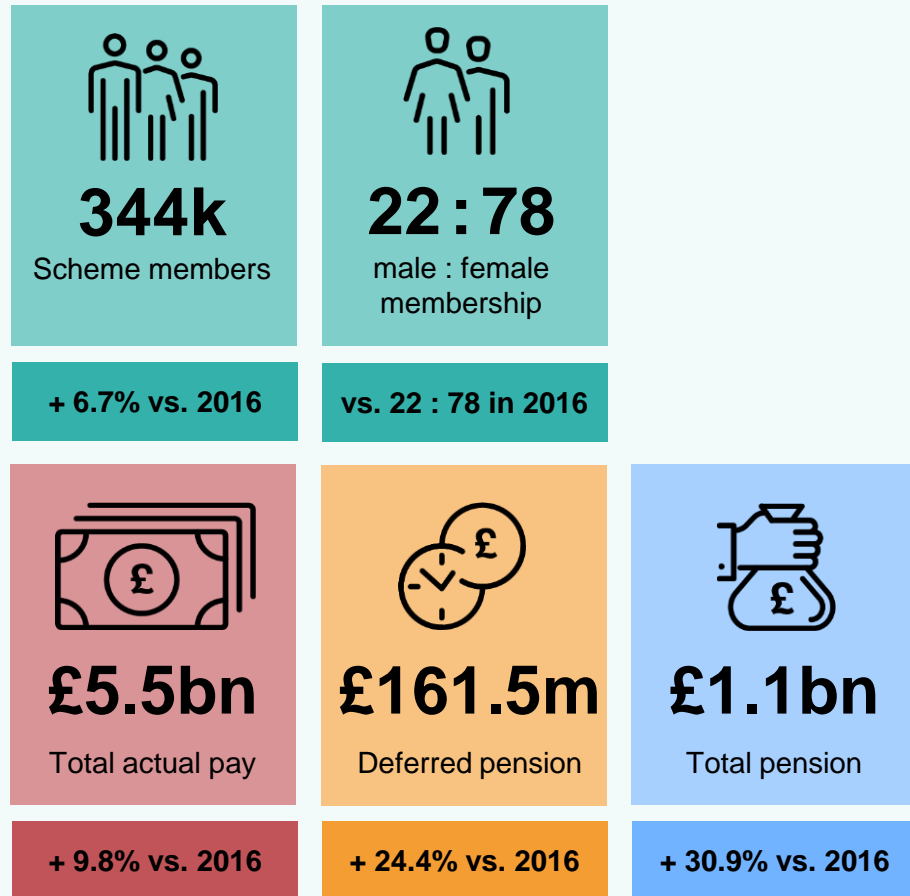 344k
Scheme members
22 : 78
male : female
membership
+ 6.7% vs. 2016
vs. 22 : 78 in 2016
£
£5.5bn
Total actual pay
£
£161.5m
Deferred pension
£
£1.1bn
Total pension
+ 9.8% vs. 2016
+ 24.4% vs. 2016
+ 30.9% vs. 2016